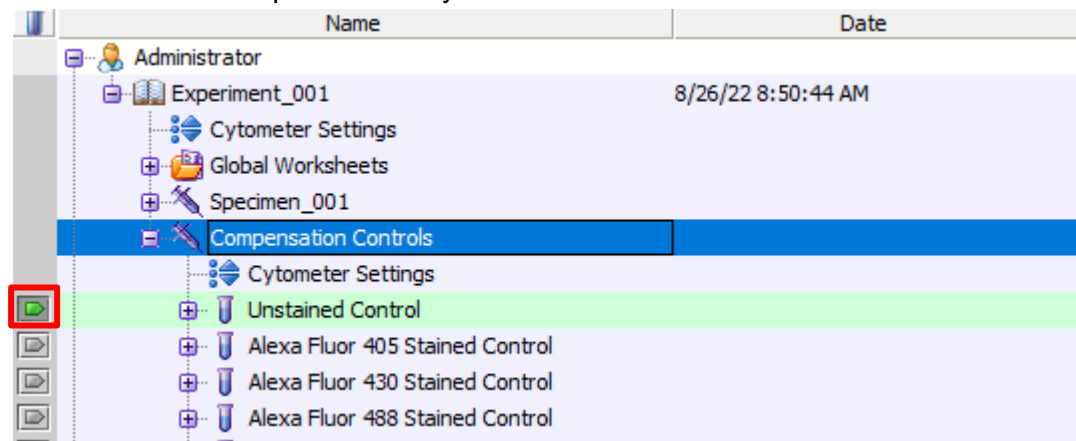 Name Date
Administrator
Experiment_001 8/26/22 8:50:44 AM
Cytometer Settings
Global Worksheets
Specimen_001
Compensation Controls
Cytometer Settings
Unstained Control
Alexa Fluor 405 Stained Control
Alexa Fluor 430 Stained Control
Alexa Fluor 488 Stained Control